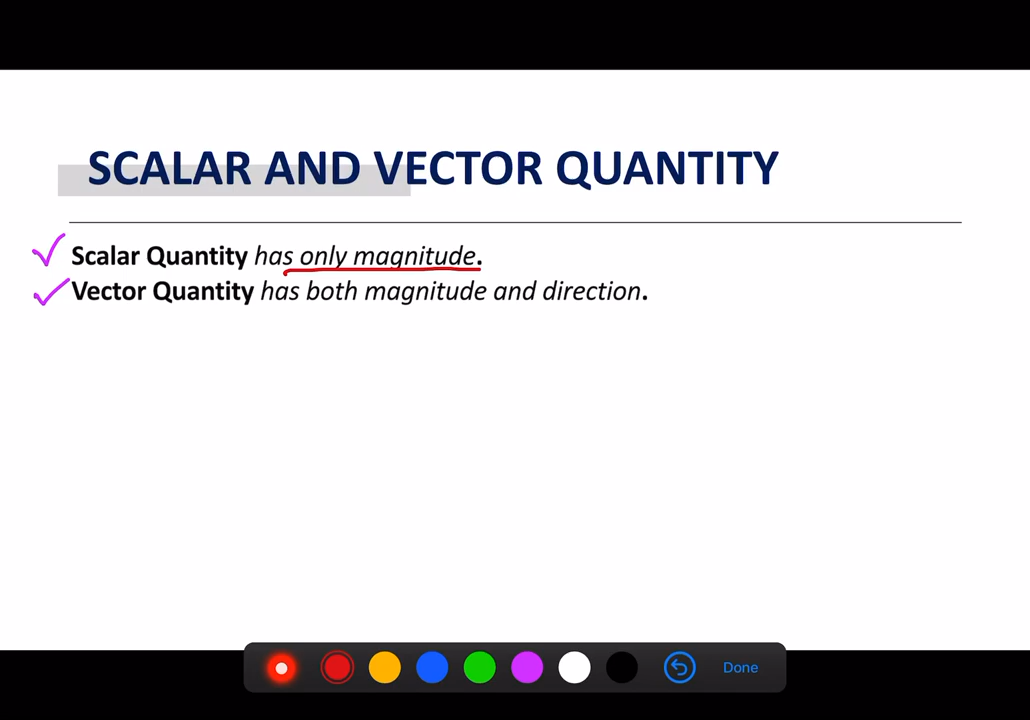 SCALAR AND VECTOR QUANTITY
Scalar Quantity has only magnitude.
Vector Quantity has both magnitude and direction.
Done